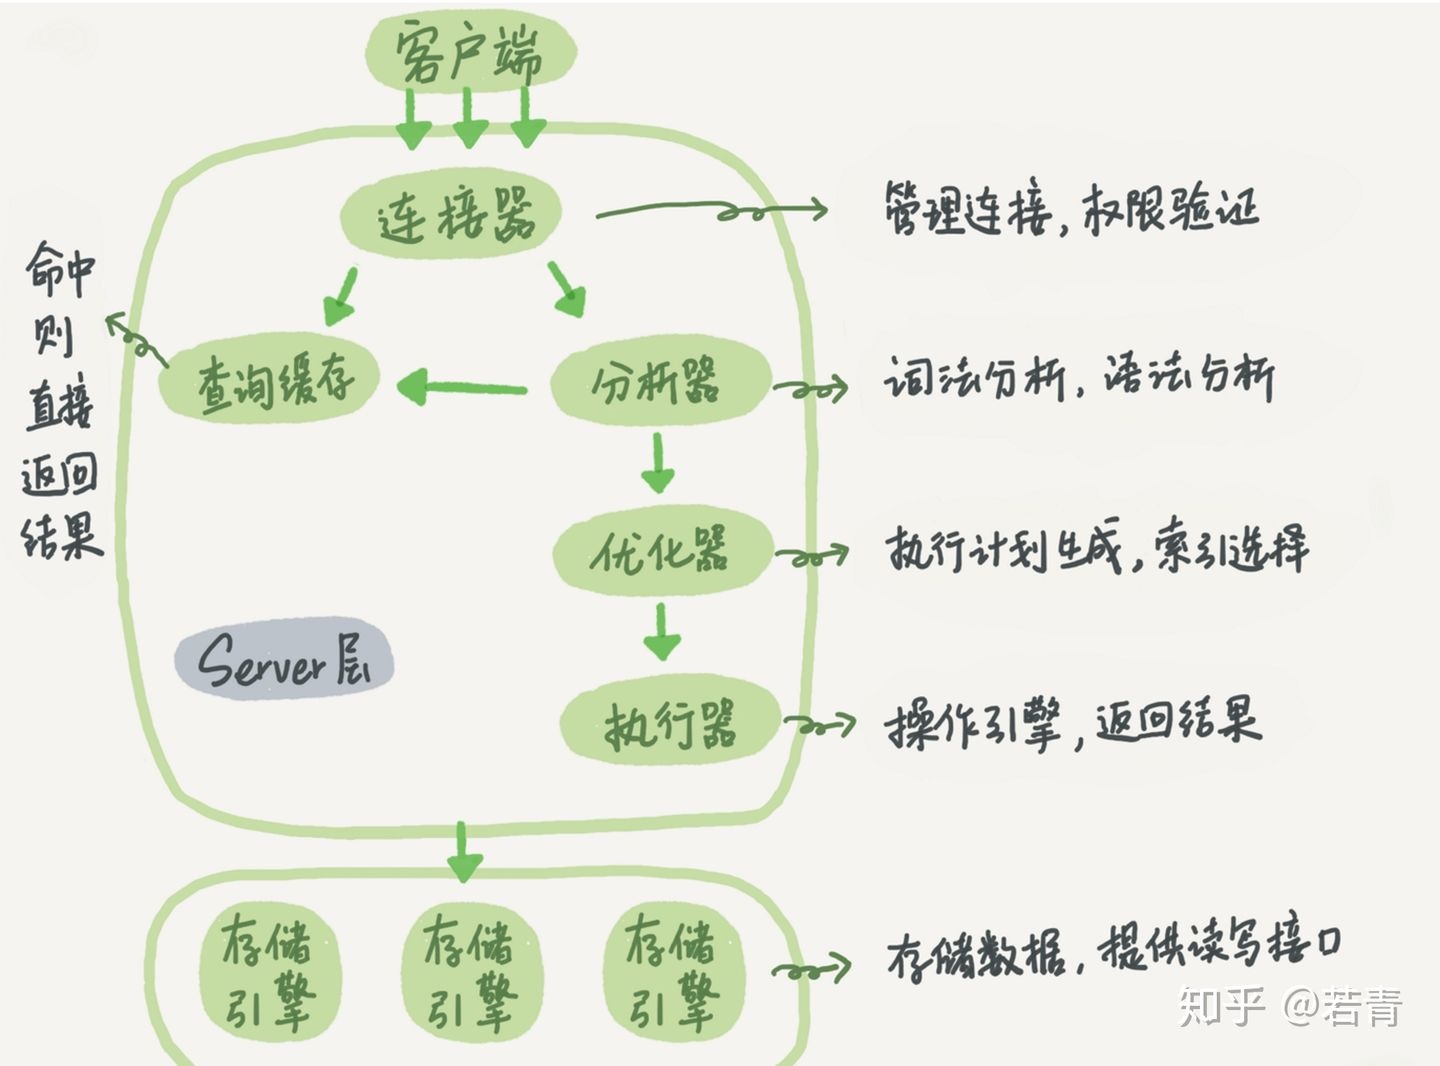 客户端
连接器
管理连接，权限验证
命中
则
直接
返回
结果
查询缓存
分析器
词法分析，语法分析
优化器
执行计划生成，索引选择
Server层
执行器
操作引擎，返回结果
存储
引擎
存储
引擎
存储
引擎
存储数据，提供读写接口
知乎 @若青